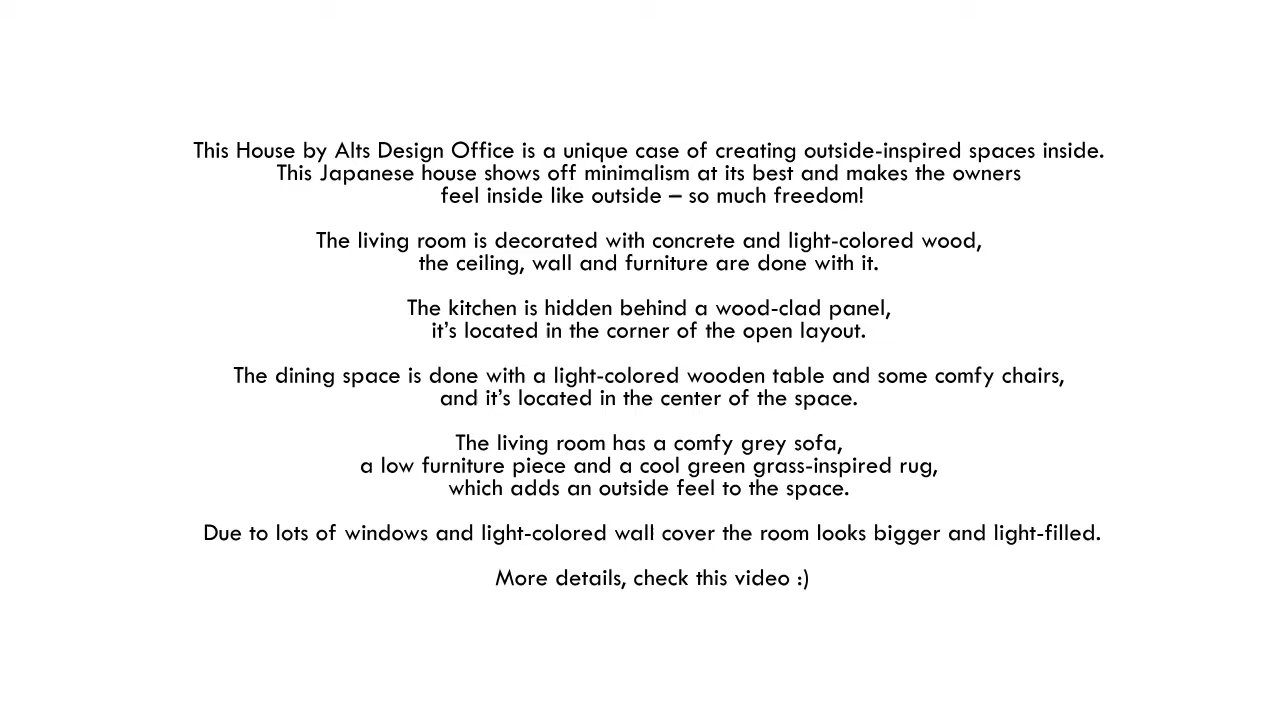 This House by Alts Design Office is a unique case of creating outside-inspired spaces inside.
This Japanese house shows off minimalism at its best and makes the owners
feel inside like outside – so much freedom!
The living room is decorated with concrete and light-colored wood,
the ceiling, wall and furniture are done with it.
The kitchen is hidden behind a wood-clad panel,
it's located in the corner of the open layout.
The dining space is done with a light-colored wooden table and some comfy chairs,
and it's located in the center of the space.
The living room has a comfy grey sofa,
a low furniture piece and a cool green grass-inspired rug,
which adds an outside feel to the space.
Due to lots of windows and light-colored wall cover the room looks bigger and light-filled.
More details, check this video :)